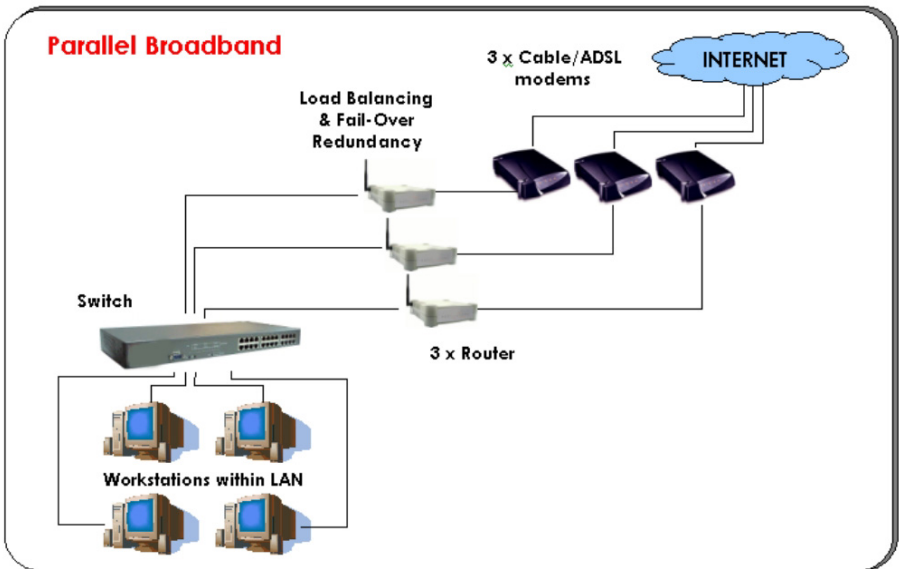 Parallel Broadband
3 x Cable/ADSL
modems
INTERNET
Load Balancing
& Fail-Over
Redundancy
Switch
3 x Router
Workstations within LAN